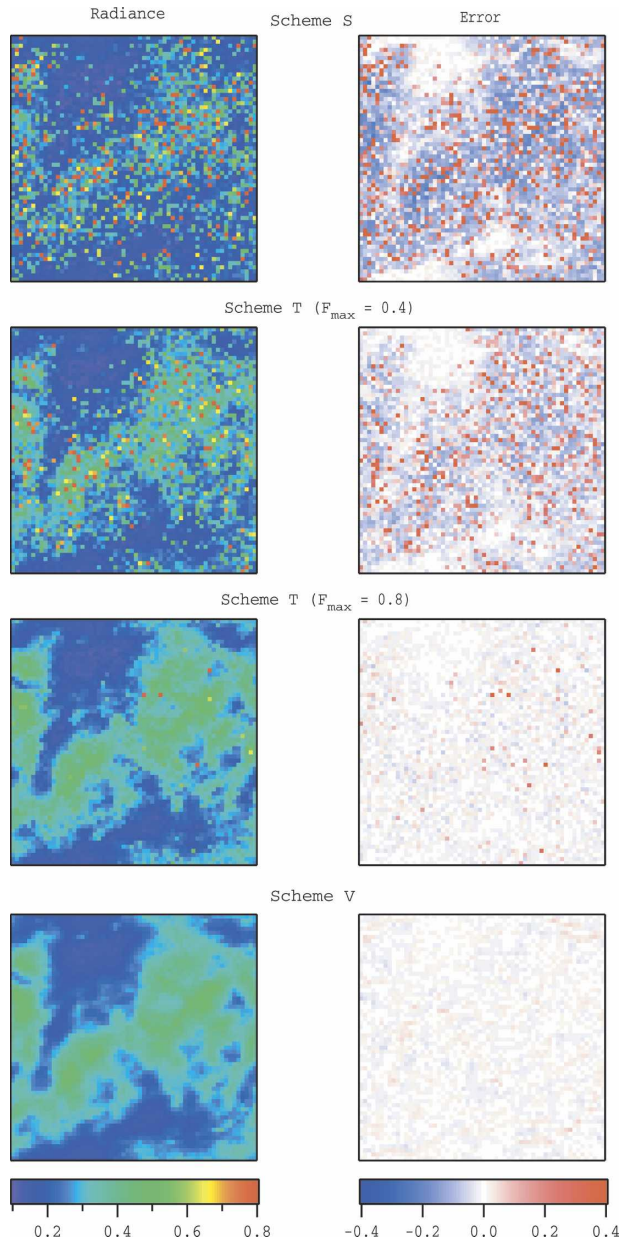 Radiance Scheme S Error
Scheme T (Fmax = 0.4)
Scheme T (Fmax = 0.8)
Scheme V
0.2 0.4 0.6 0.8 -0.4 -0.2 0.0 0.2 0.4